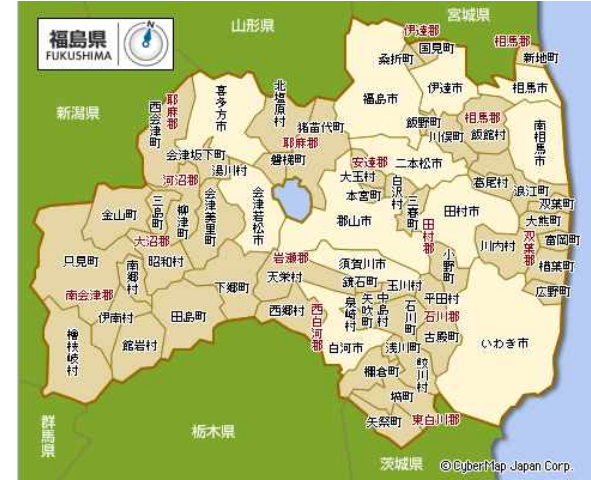 福島県
FUKUSHIMA
N
山形県
宮城県
新潟県
群馬県
栃木県
茨城県
伊達郡
国見町
桑折町
相馬郡
新地町
福島市
伊達市
相馬市
飯野町
川俣町
相馬郡
飯舘村
南相馬市
耶麻郡
西会津町
喜多方市
北塩原村
猪苗代町
耶麻郡
磐梯町
会津坂下町
湯川村
河沼郡
安達郡
二本松市
大玉村
本宮町
白沢村
三春町
葛尾村
浪江町
双葉町
大熊町
富岡町
楢葉町
広野町
双葉郡
川内村
田村市
田村郡
小野町
郡山市
会津若松市
会津美里町
柳津町
三島町
金山町
大沼郡
昭和村
只見町
南郷村
南会津郡
伊南村
檜枝岐村
舘岩村
田島町
下郷町
岩瀬郡
天栄村
須賀川市
鏡石町
玉川村
平田村
石川郡
石川町
古殿町
中島村
矢吹町
泉崎村
西郷村
西白河郡
白河市
浅川町
鮫川村
棚倉町
塙町
矢祭町
東白川郡
いわき市
© CyberMap Japan Corp.